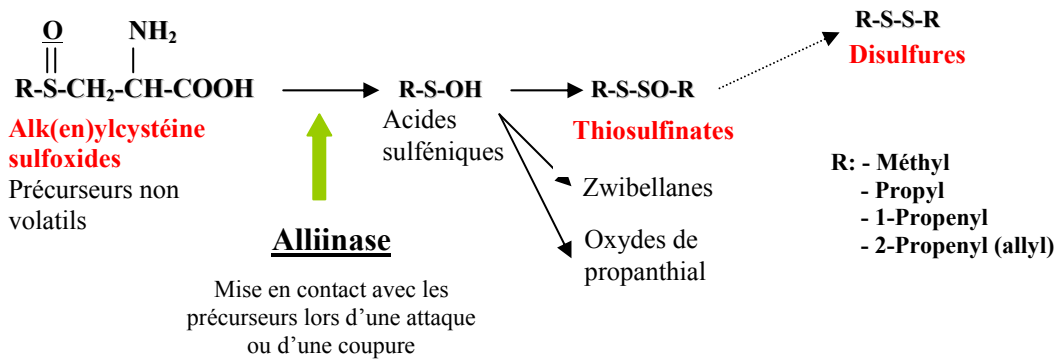 O NH₂
R-S-CH₂-CH-COOH
Alk(en)ylcystéine
sulfoxides
Précurseurs non
volatils
Alliinase
Mise en contact avec les
précurseurs lors d’une attaque
ou d’une coupure
R-S-OH
Acides
sulféniques
R-S-SO-R
Thiosulfinates
Zwibellanes
Oxydes de
propanthial
R-S-S-R
Disulfures
R: - Méthyl
- Propyl
- 1-Propenyl
- 2-Propenyl (allyl)